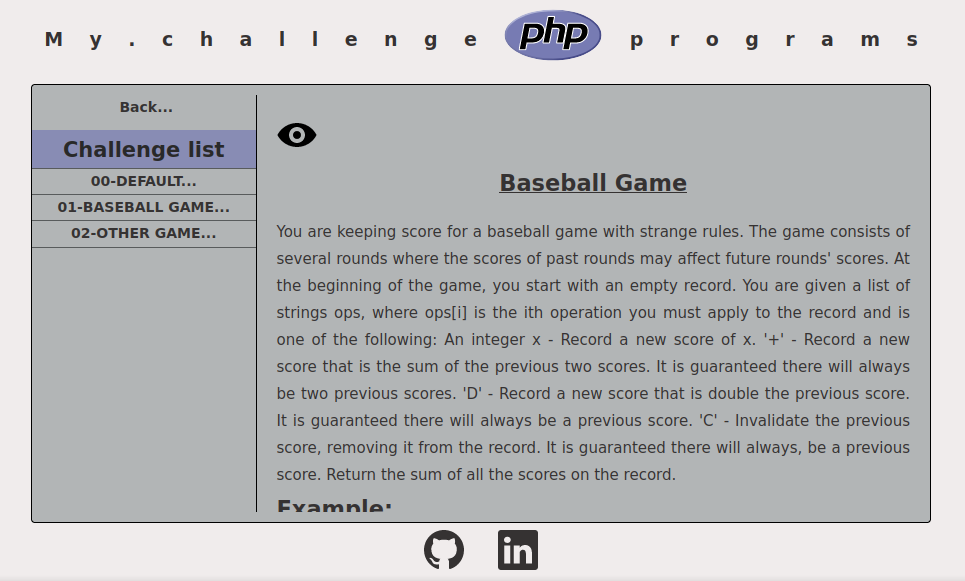 My.challenge php programs
Back...
Challenge list
00-DEFAULT...
01-BASEBALL GAME...
02-OTHER GAME...
Baseball Game
You are keeping score for a baseball game with strange rules. The game consists of
several rounds where the scores of past rounds may affect future rounds' scores. At
the beginning of the game, you start with an empty record. You are given a list of
strings ops, where ops[i] is the ith operation you must apply to the record and is
one of the following: An integer x - Record a new score of x. '+' - Record a new
score that is the sum of the previous two scores. It is guaranteed there will always
be two previous scores. 'D' - Record a new score that is double the previous score.
It is guaranteed there will always be a previous score. 'C' - Invalidate the previous
score, removing it from the record. It is guaranteed there will always, be a previous
score. Return the sum of all the scores on the record.
Example:
in